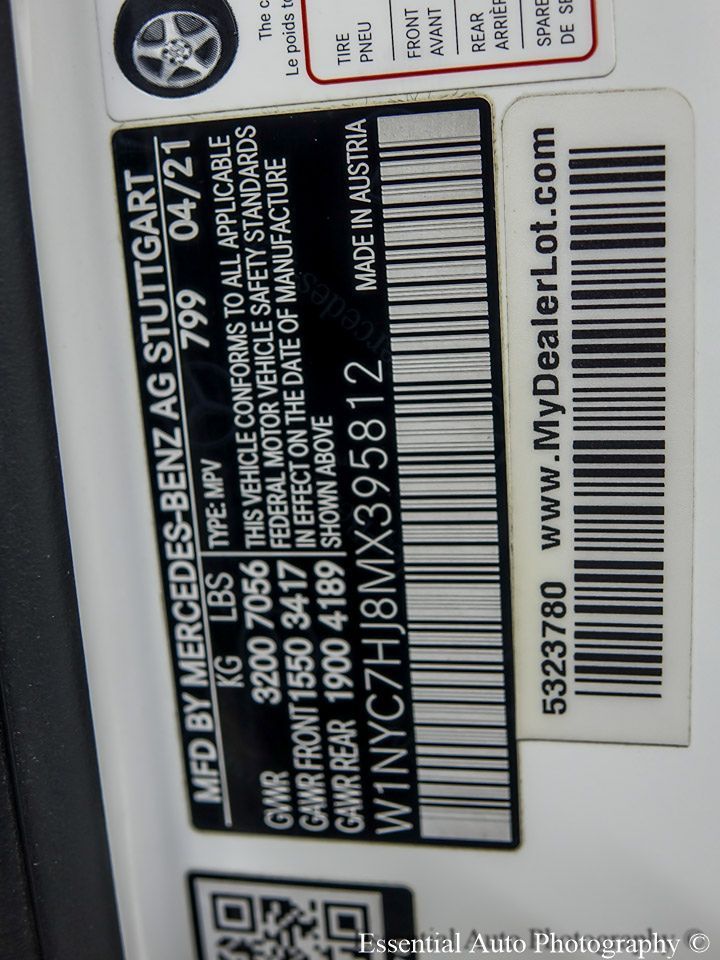 The c
Le poids to
TIRE
PNEU
FRONT
AVANT
REAR
ARRIÈR
SPARE
DE SE
MFD BY MERCEDES-BENZ AG STUTTGART
KG LBS 799 04/21
TYPE: MPV
GWR 3200 7056
GAWR FRONT 1550 3417
GAWR REAR 1900 4189
THIS VEHICLE CONFORMS TO ALL APPLICABLE
FEDERAL MOTOR VEHICLE SAFETY STANDARDS
IN EFFECT ON THE DATE OF MANUFACTURE
SHOWN ABOVE
W1NYC7HJ8MX395812 MADE IN AUSTRIA
5323780 www.MyDealerLot.com
Essential Auto Photography ©